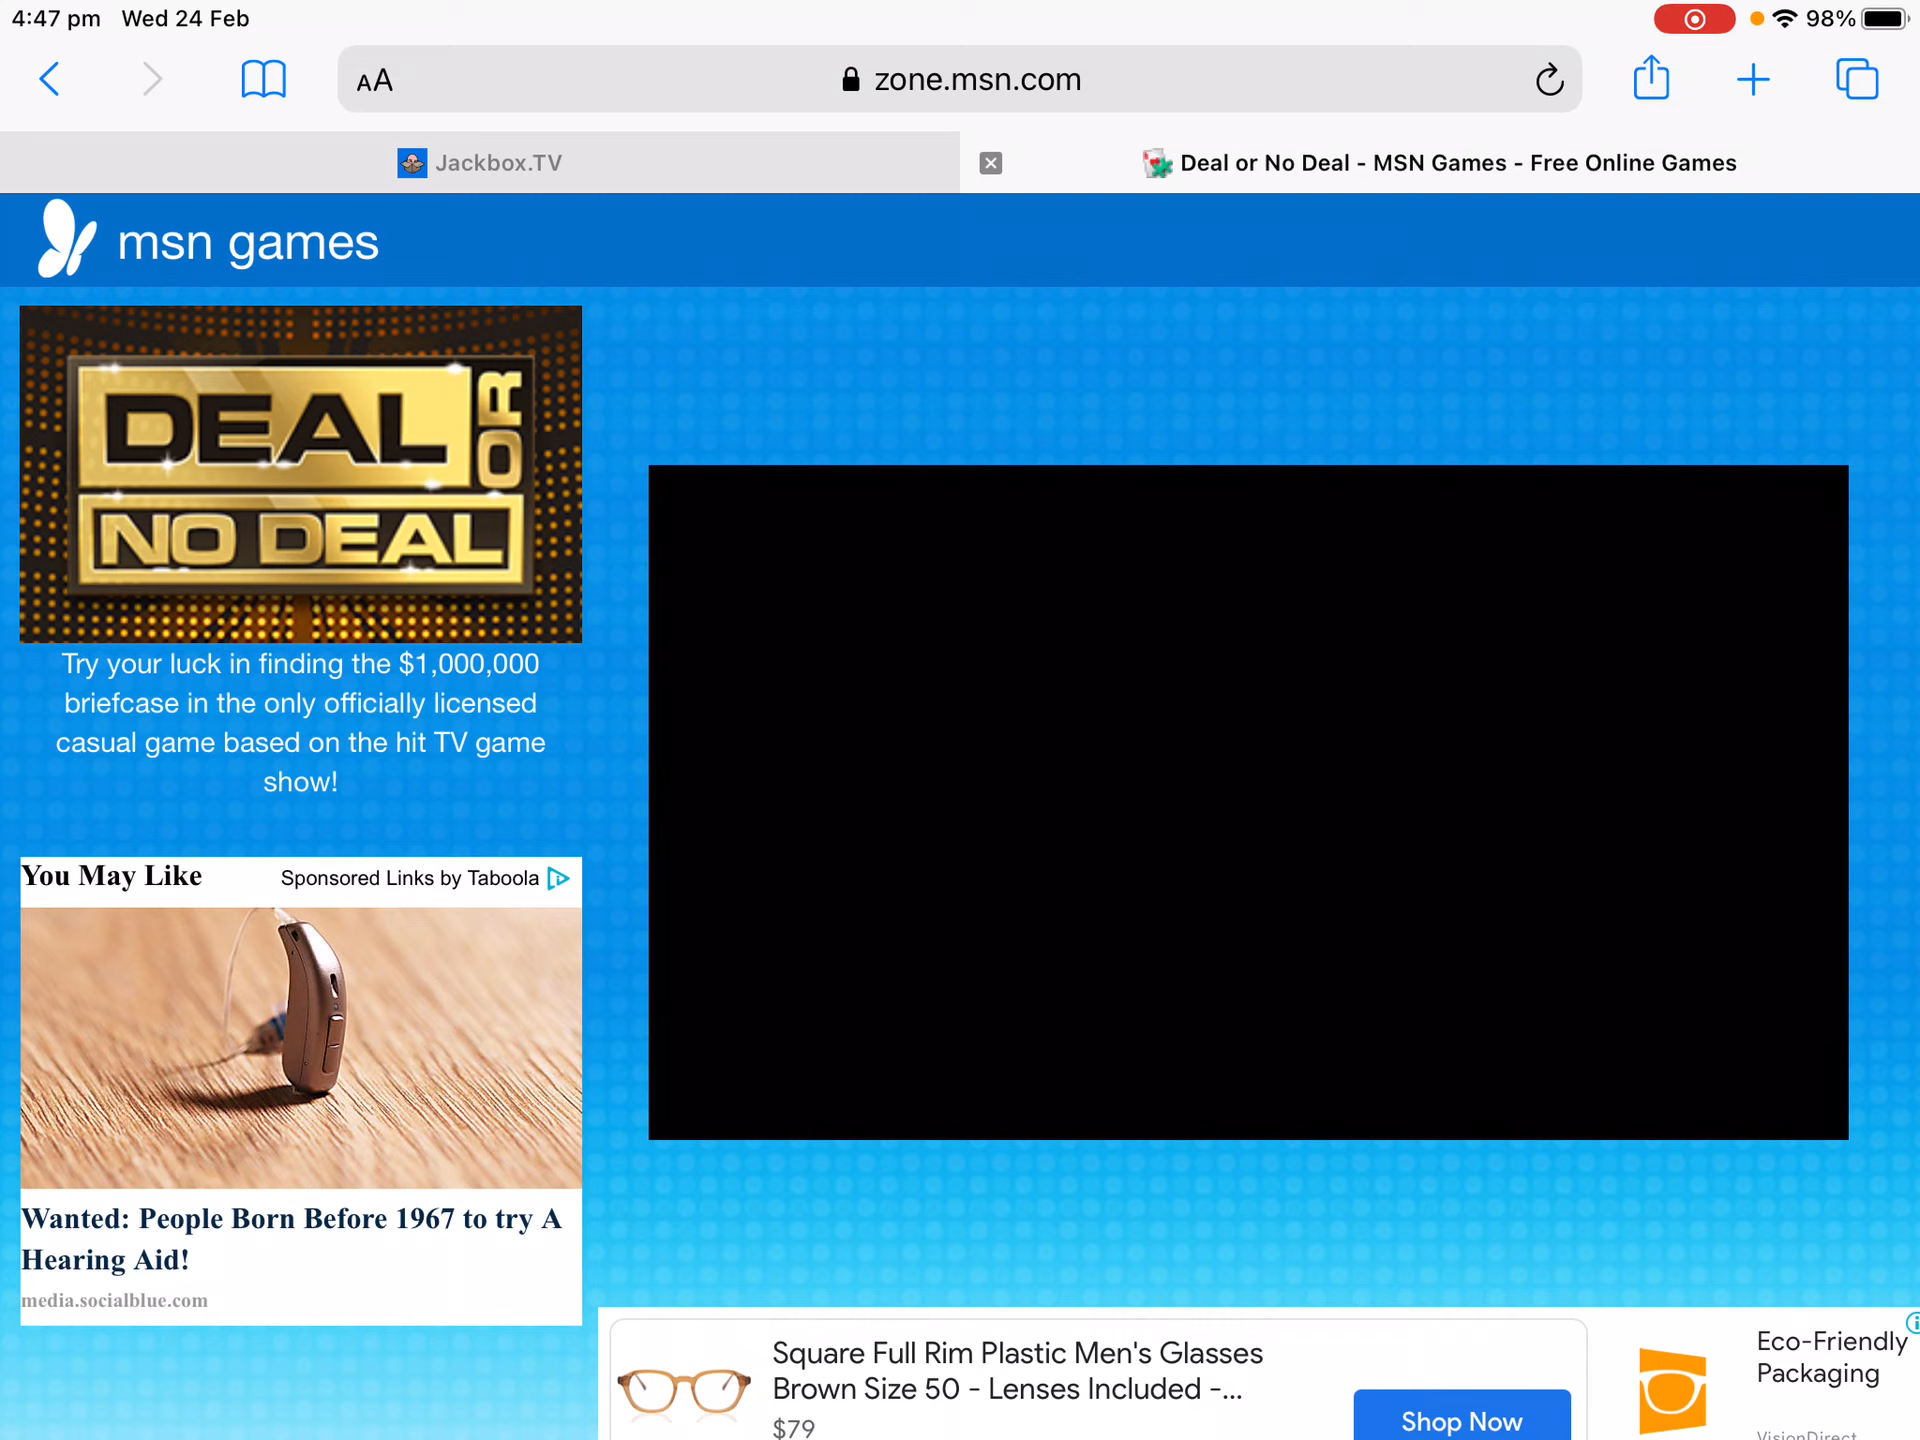 4:47 pm Wed 24 Feb
98%
AA
zone.msn.com
Jackbox.TV
Deal or No Deal - MSN Games - Free Online Games
msn games
DEAL OR
NO DEAL
Try your luck in finding the $1,000,000
briefcase in the only officially licensed
casual game based on the hit TV game
show!
You May Like
Sponsored Links by Taboola
Wanted: People Born Before 1967 to try A
Hearing Aid!
media.socialblue.com
Square Full Rim Plastic Men's Glasses
Brown Size 50 - Lenses Included -...
$79
Shop Now
Eco-Friendly
Packaging
VisionDirect